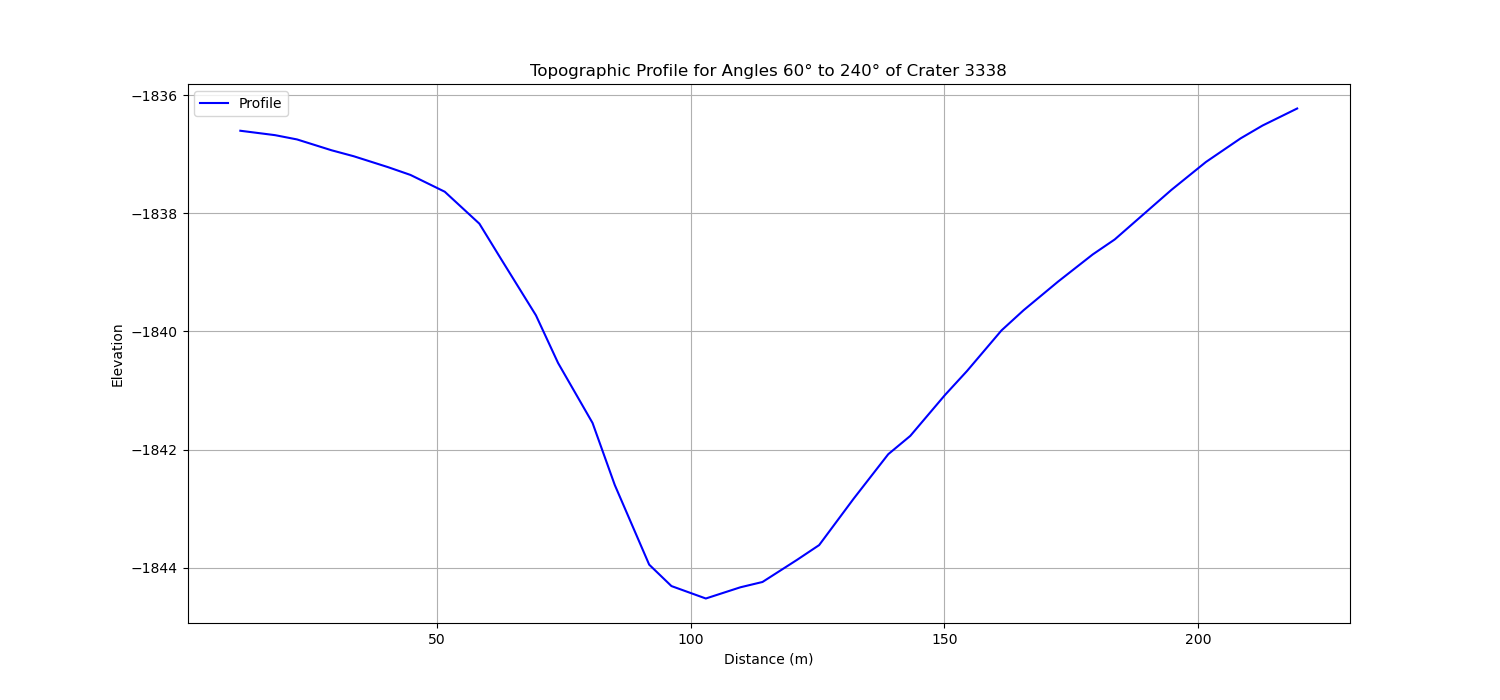 Topographic Profile for Angles 60° to 240° of Crater 3338
Profile
−1836
−1838
−1840
−1842
−1844
Elevation
50
100
150
200
Distance (m)